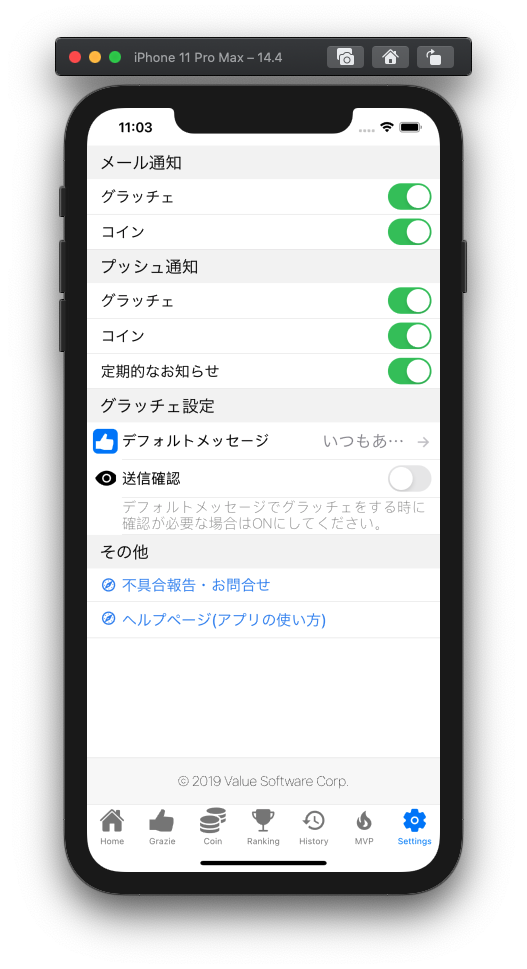 iPhone 11 Pro Max – 14.4
11:03
メール通知
グラッチェ
コイン
プッシュ通知
グラッチェ
コイン
定期的なお知らせ
グラッチェ設定
デフォルトメッセージ いつもあ…
送信確認
デフォルトメッセージでグラッチェをする時に
確認が必要な場合はONにしてください。
その他
不具合報告・お問合せ
ヘルプページ(アプリの使い方)
© 2019 Value Software Corp.
Home Grazie Coin Ranking History MVP Settings